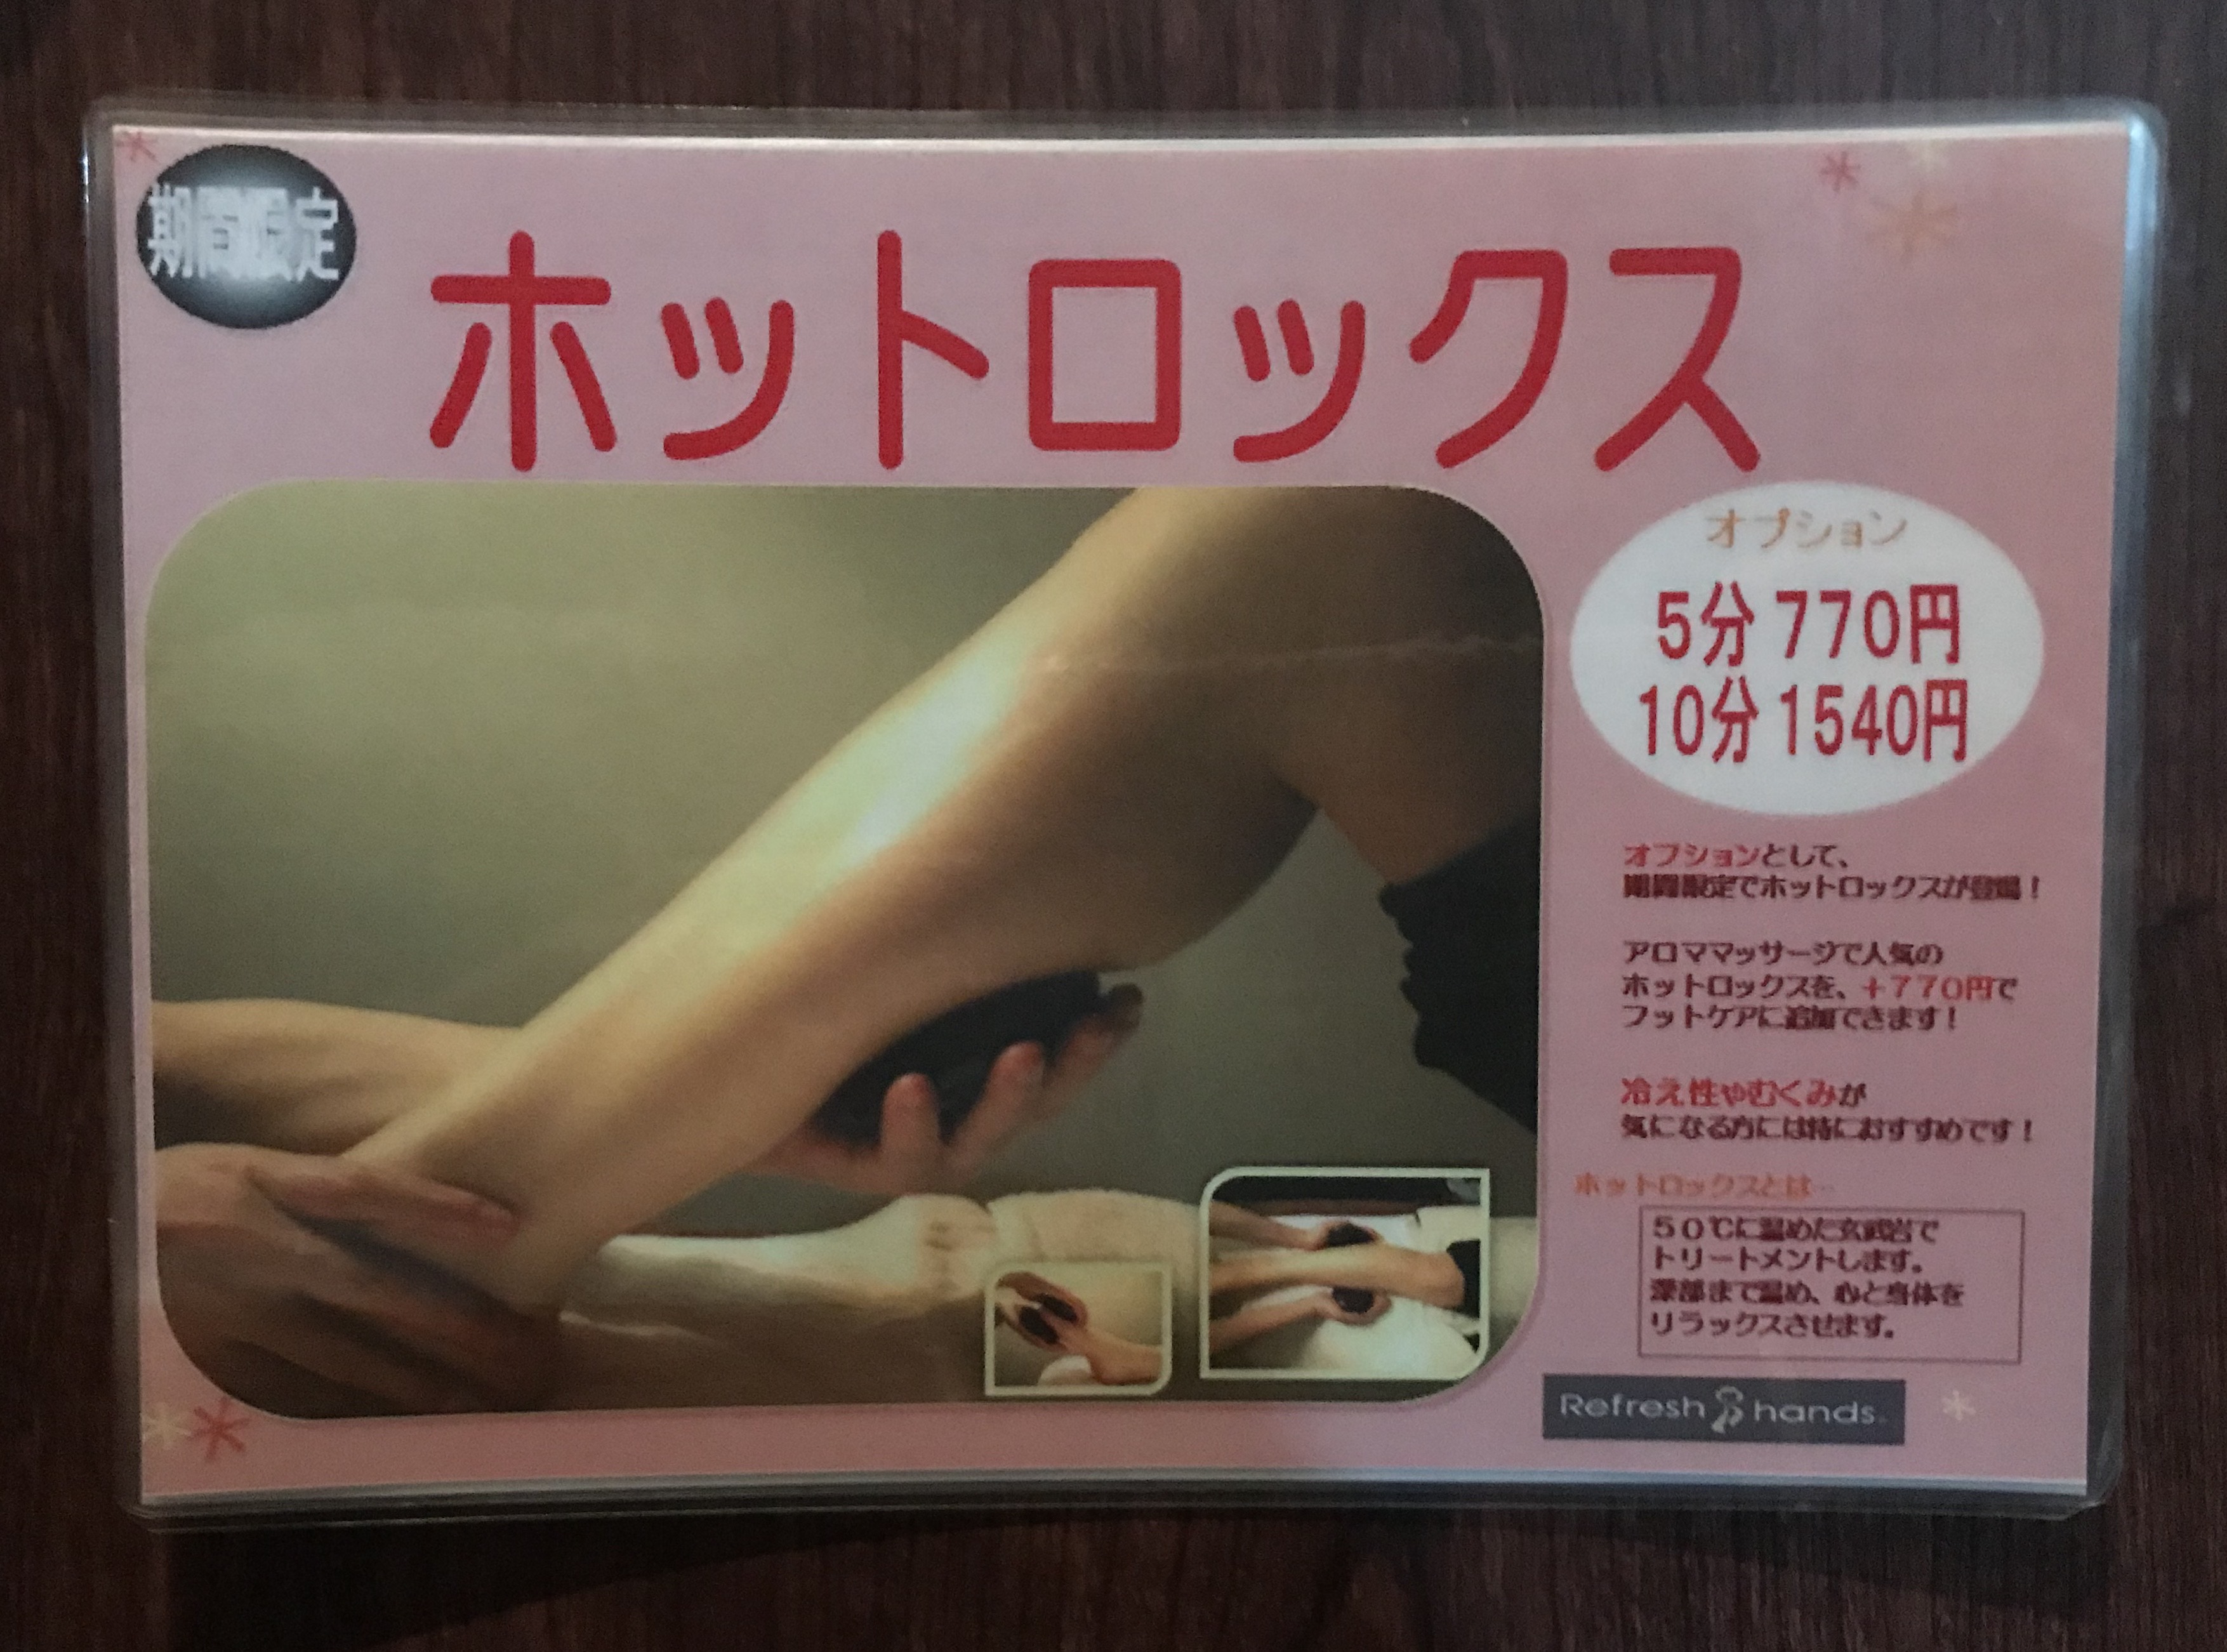 期間限定
ホットロックス
オプション
5分 770円
10分 1540円
オプションとして、
期間限定でホットロックスが登場！
アロママッサージで人気の
ホットロックスを、＋７７０円で
フットケアに追加できます！
冷え性やむくみが
気になる方には特におすすめです！
ホットロックスとは…
５０℃に温めた玄武岩で
トリートメントします。
深部まで温め、心と身体を
リラックスさせます。
Refresh hands